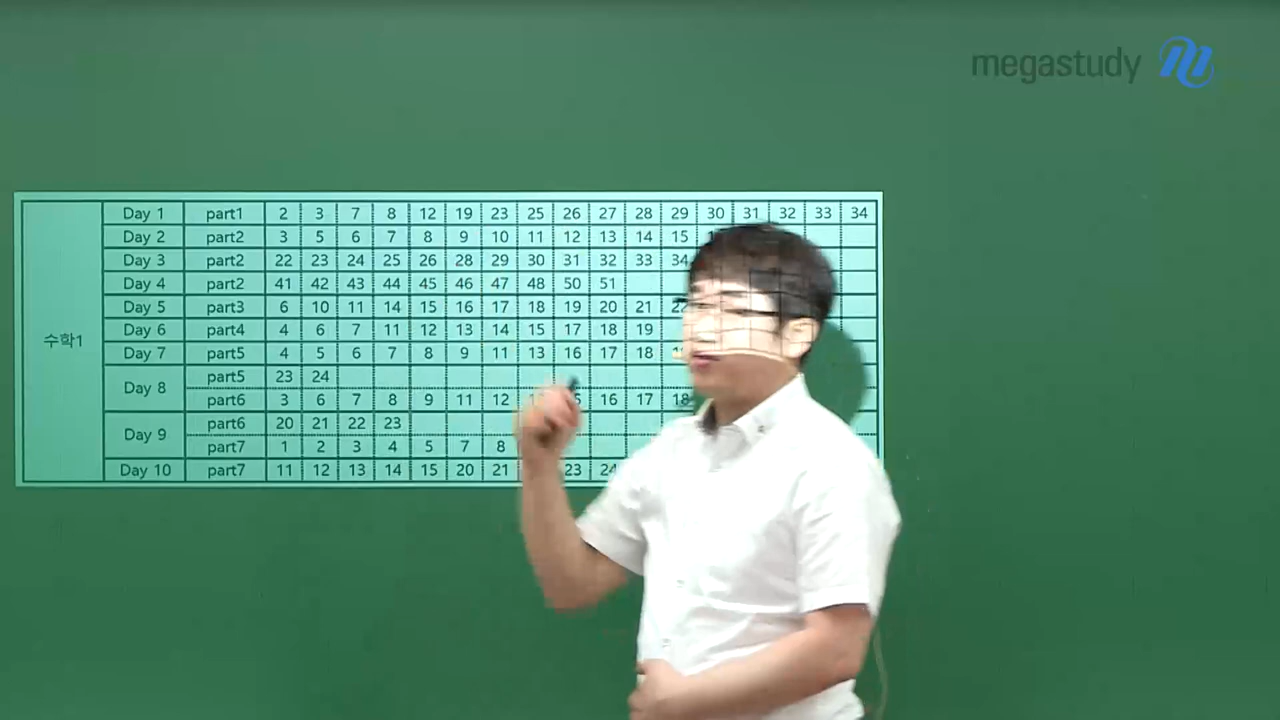 megastudy
Day 1 part1 2 3 7 8 12 19 23 25 26 27 28 29 30 31 32 33 34
Day 2 part2 3 5 6 7 8 9 10 11 12 13 14 15
Day 3 part2 22 23 24 25 26 28 29 30 31 32 33 34
Day 4 part2 41 42 43 44 45 46 47 48 50 51
Day 5 part3 6 10 11 14 15 16 17 18 19 20 21
수학1
Day 6 part4 4 6 7 11 12 13 14 15 17 18 19
Day 7 part5 4 5 6 7 8 9 11 13 16 17 18
Day 8 part5 23 24
part6 3 6 7 8 9 11 12 16 17 18
Day 9 part6 20 21 22 23
part7 1 2 3 4 5 7 8
Day 10 part7 11 12 13 14 15 20 21 23 24